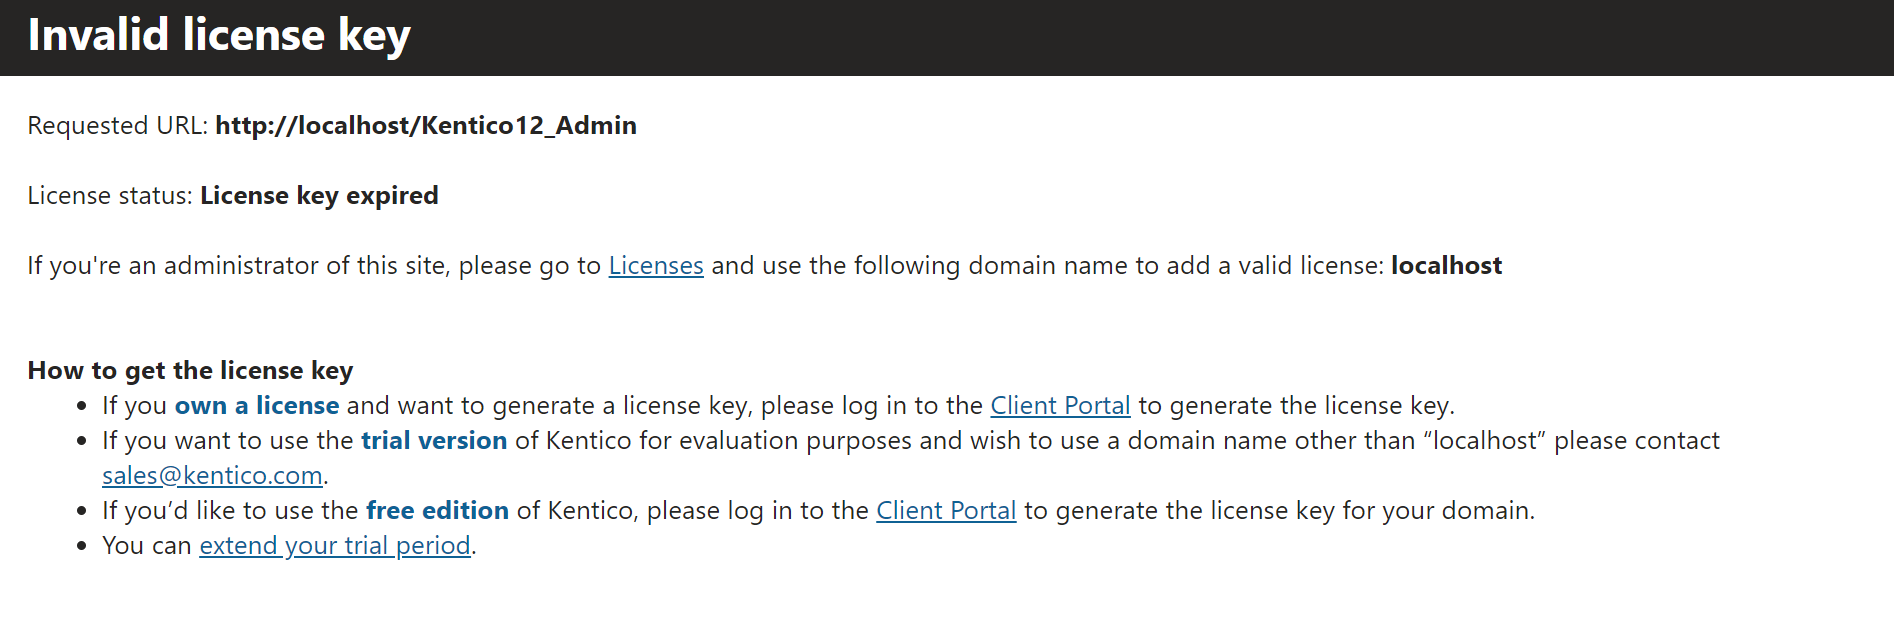 Invalid license key
Requested URL: http://localhost/Kentico12_Admin
License status: License key expired
If you're an administrator of this site, please go to Licenses and use the following domain name to add a valid license: localhost
How to get the license key
• If you own a license and want to generate a license key, please log in to the Client Portal to generate the license key.
• If you want to use the trial version of Kentico for evaluation purposes and wish to use a domain name other than “localhost” please contact
sales@kentico.com.
• If you’d like to use the free edition of Kentico, please log in to the Client Portal to generate the license key for your domain.
• You can extend your trial period.